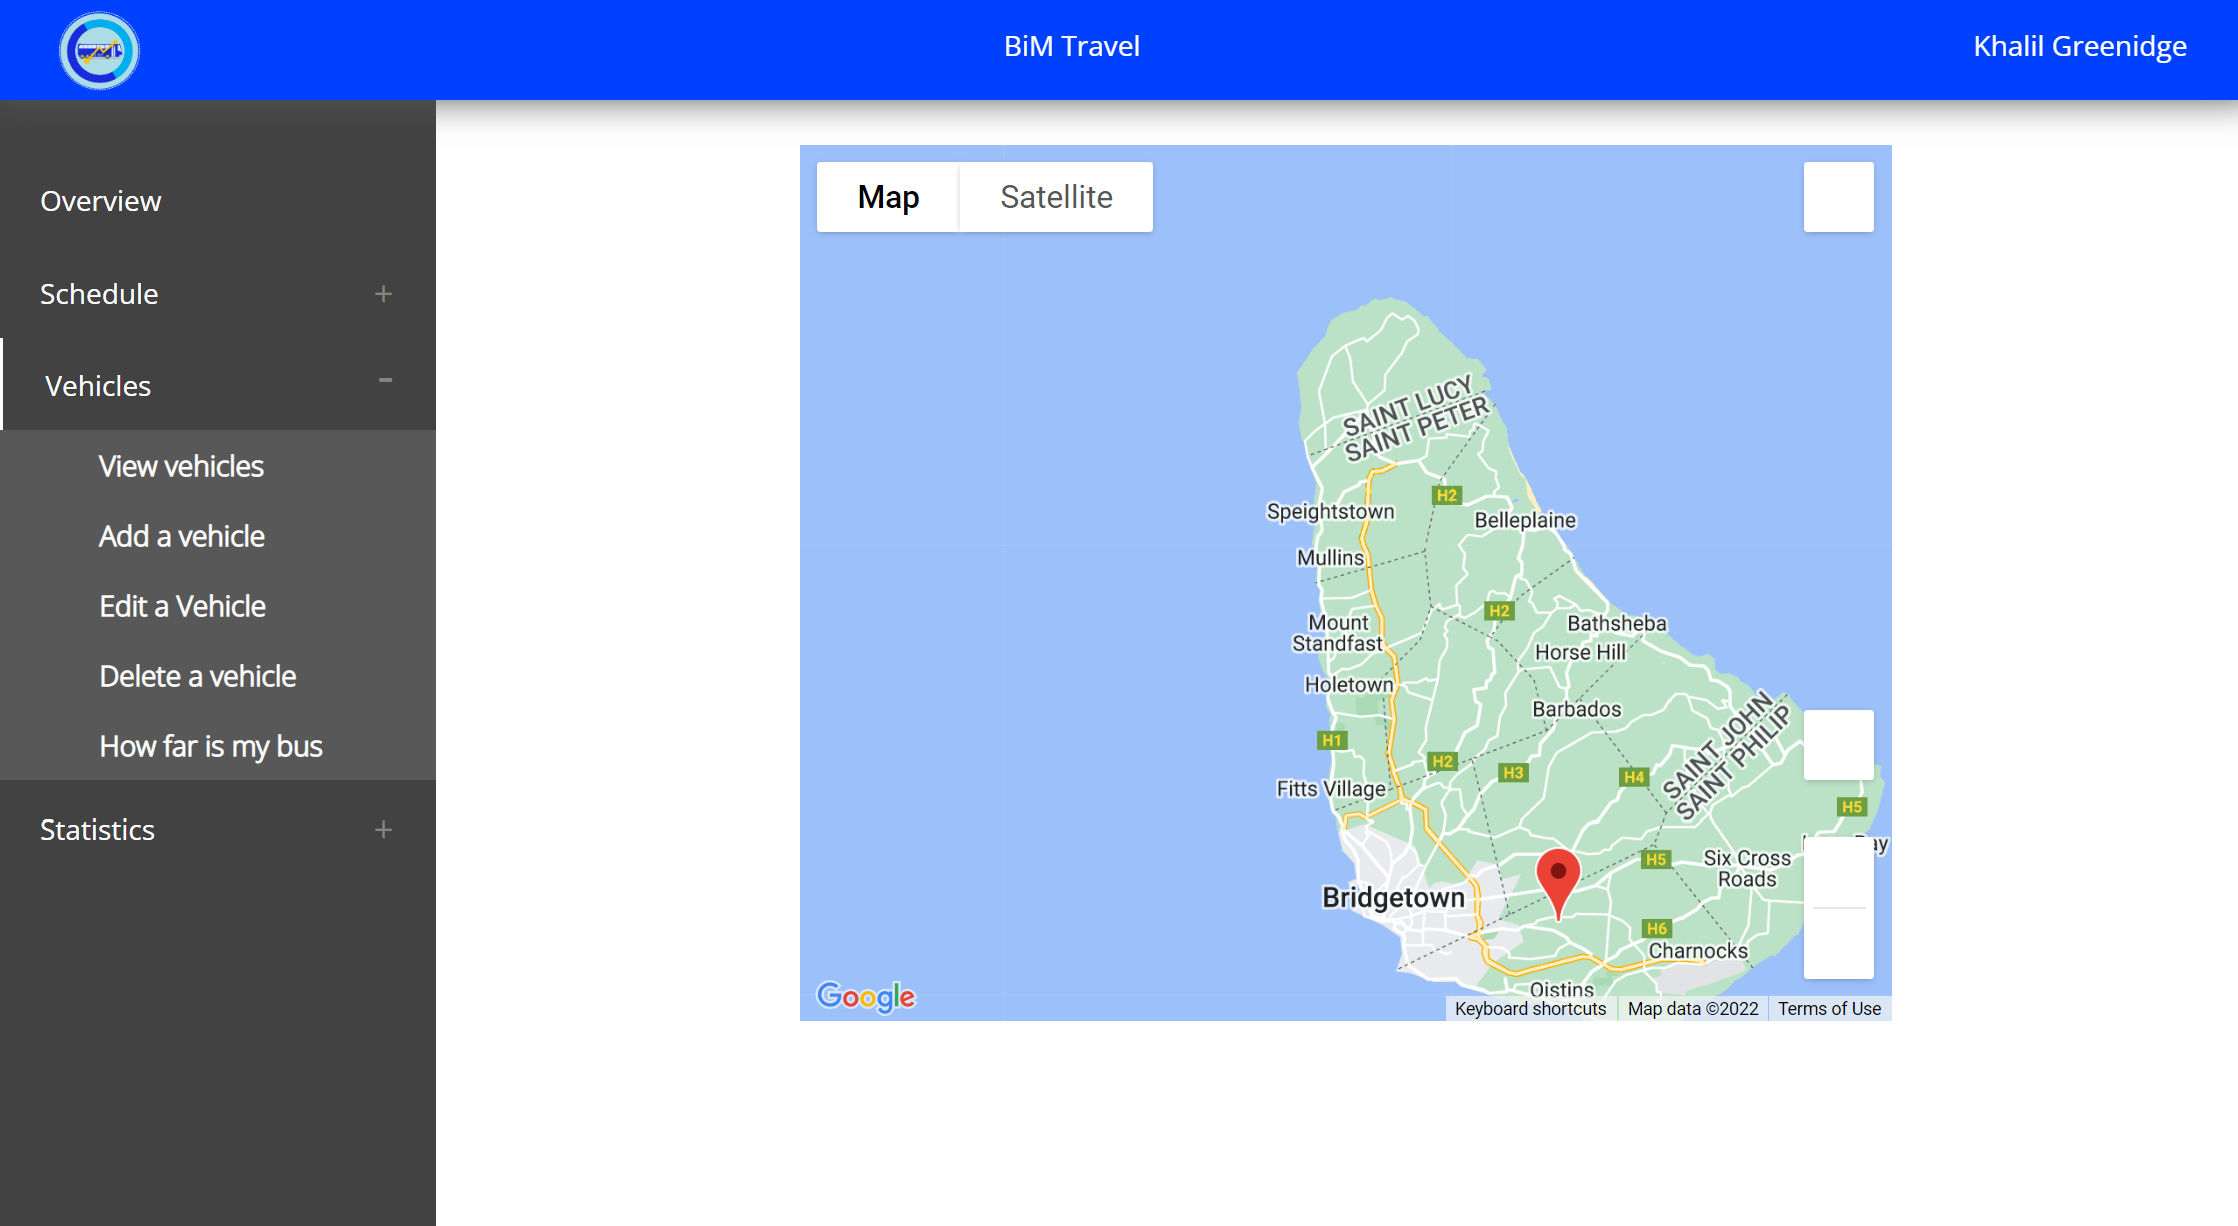 BiM Travel
Khalil Greenidge
Overview
Schedule +
Vehicles -
View vehicles
Add a vehicle
Edit a Vehicle
Delete a vehicle
How far is my bus
Statistics +
Map
Satellite
SAINT LUCY
SAINT PETER
H2
Speightstown
Belleplaine
Mullins
H2
Mount
Standfast
Bathsheba
Horse Hill
Holetown
Barbados
SAINT JOHN
SAINT PHILIP
H1
H2
H3
H4
Fitts Village
H5
H5
Six Cross
Roads
Bridgetown
H6
Charnocks
Oistins
Google
Keyboard shortcuts
Map data ©2022
Terms of Use